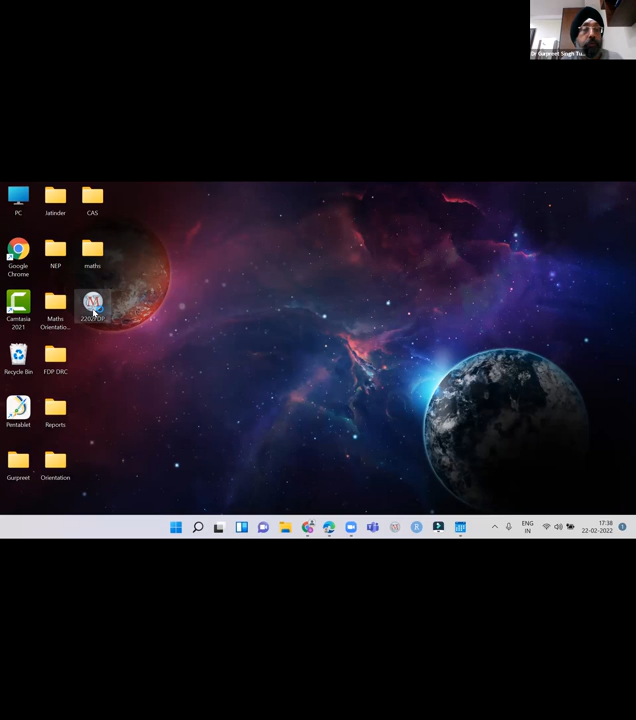 Dr Gurpreet Singh Tu...
PC
Jatinder
CAS
Google
Chrome
NEP
maths
Camtasia
2021
Maths
Orientatio...
2202FDP
Recycle Bin
FDP DRC
Pentablet
Reports
Gurpreet
Orientation
ENG
IN
17:38
22-02-2022